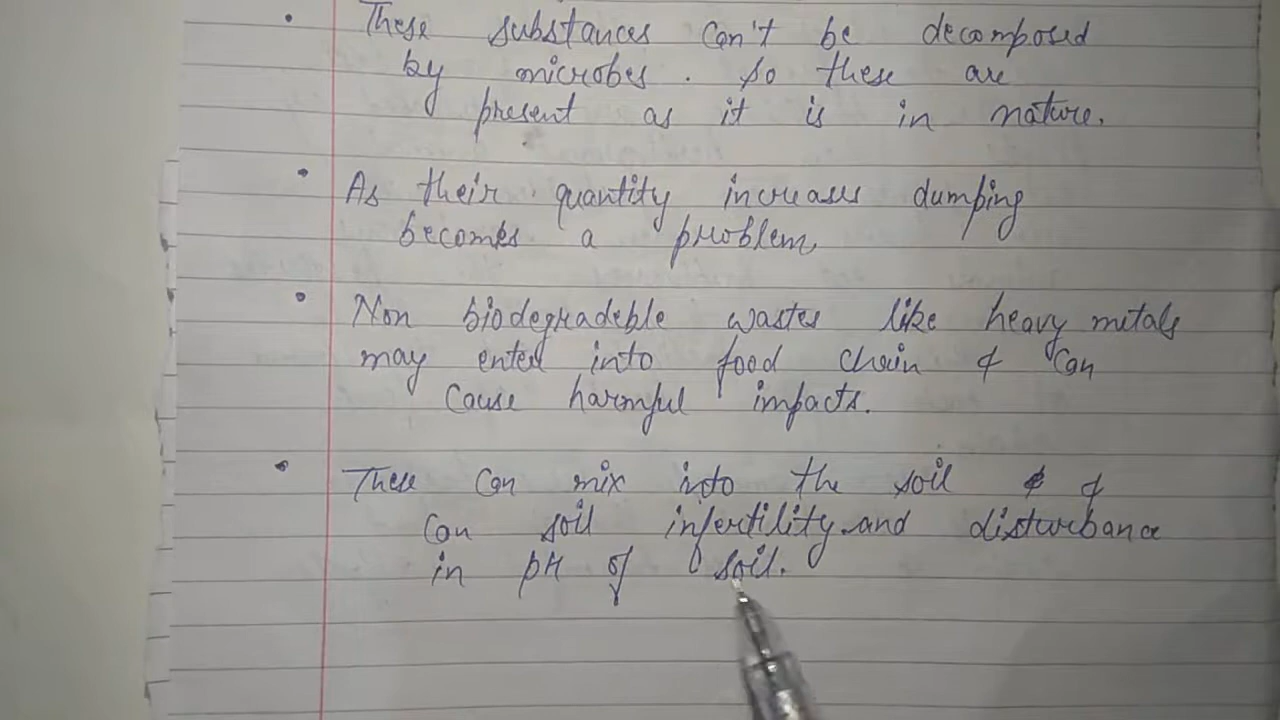 These substances can't be decomposed
by microbes. So these are
present as it is in nature.
As their quantity increases dumping
becomes a problem
Non biodegradeble wastes like heavy metals
may enter into food chain & can
cause harmful impacts.
These can mix into the soil & &
can soil infertility and disturbance
in pH of soil.